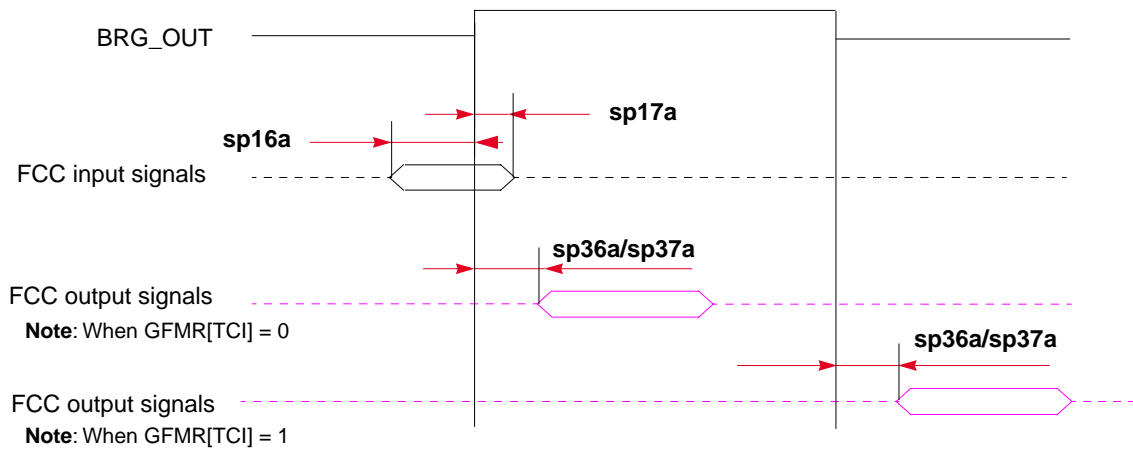 BRG_OUT
sp17a
sp16a
FCC input signals
sp36a/sp37a
FCC output signals
Note: When GFMR[TCI] = 0
sp36a/sp37a
FCC output signals
Note: When GFMR[TCI] = 1